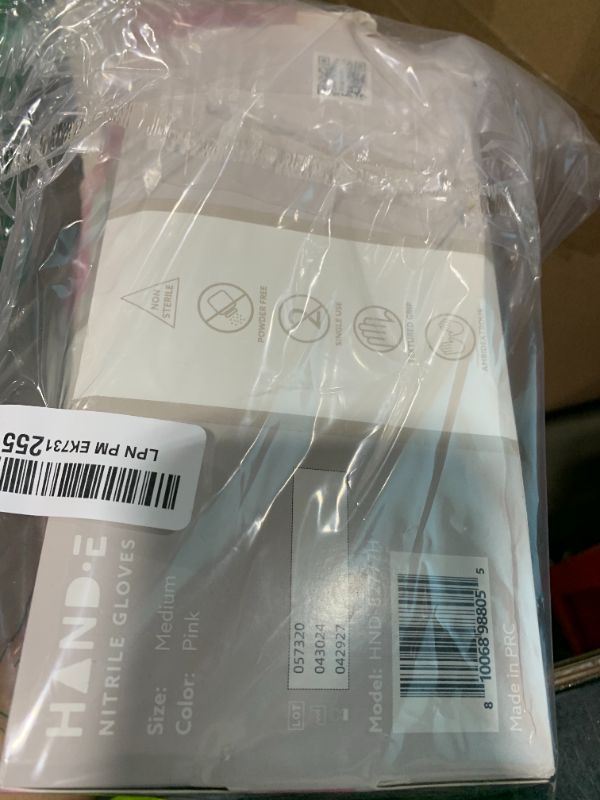 NON
STERILE
POWDER FREE
SINGLE USE
TEXTURED GRIP
LPN PM EK731255
HAND-E
NITRILE GLOVES
Size: Medium
Color: Pink
LOT 057320
043024
042927
Model: HND-
8 10068 98805 5
Made in PRC